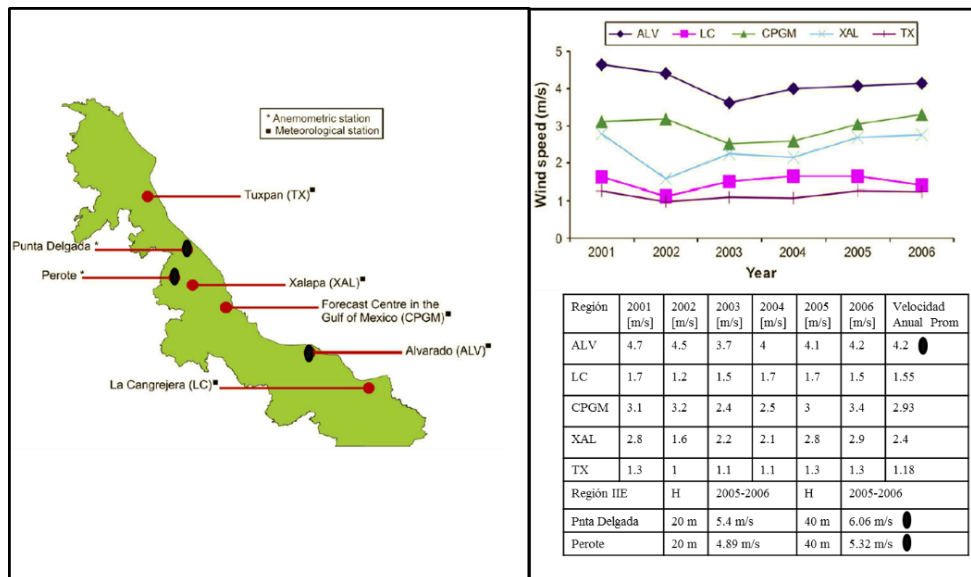 * Anemometric station
■ Meteorological station
Tuxpan (TX)■
Punta Delgada *
Perote *
Xalapa (XAL)■
Forecast Centre in the
Gulf of Mexico (CPGM)■
Alvarado (ALV)■
La Cangrejera (LC)■
ALV LC CPGM XAL TX
Wind speed (m/s)
5
4
3
2
1
0
2001 2002 2003 2004 2005 2006
Year
Región 2001 [m/s] 2002 [m/s] 2003 [m/s] 2004 [m/s] 2005 [m/s] 2006 [m/s] Velocidad Anual Prom
ALV 4.7 4.5 3.7 4 4.1 4.2 4.2
LC 1.7 1.2 1.5 1.7 1.7 1.5 1.55
CPGM 3.1 3.2 2.4 2.5 3 3.4 2.93
XAL 2.8 1.6 2.2 2.1 2.8 2.9 2.4
TX 1.3 1 1.1 1.1 1.3 1.3 1.18
Región IIE H 2005-2006 H 2005-2006
Pnta Delgada 20 m 5.4 m/s 40 m 6.06 m/s
Perote 20 m 4.89 m/s 40 m 5.32 m/s